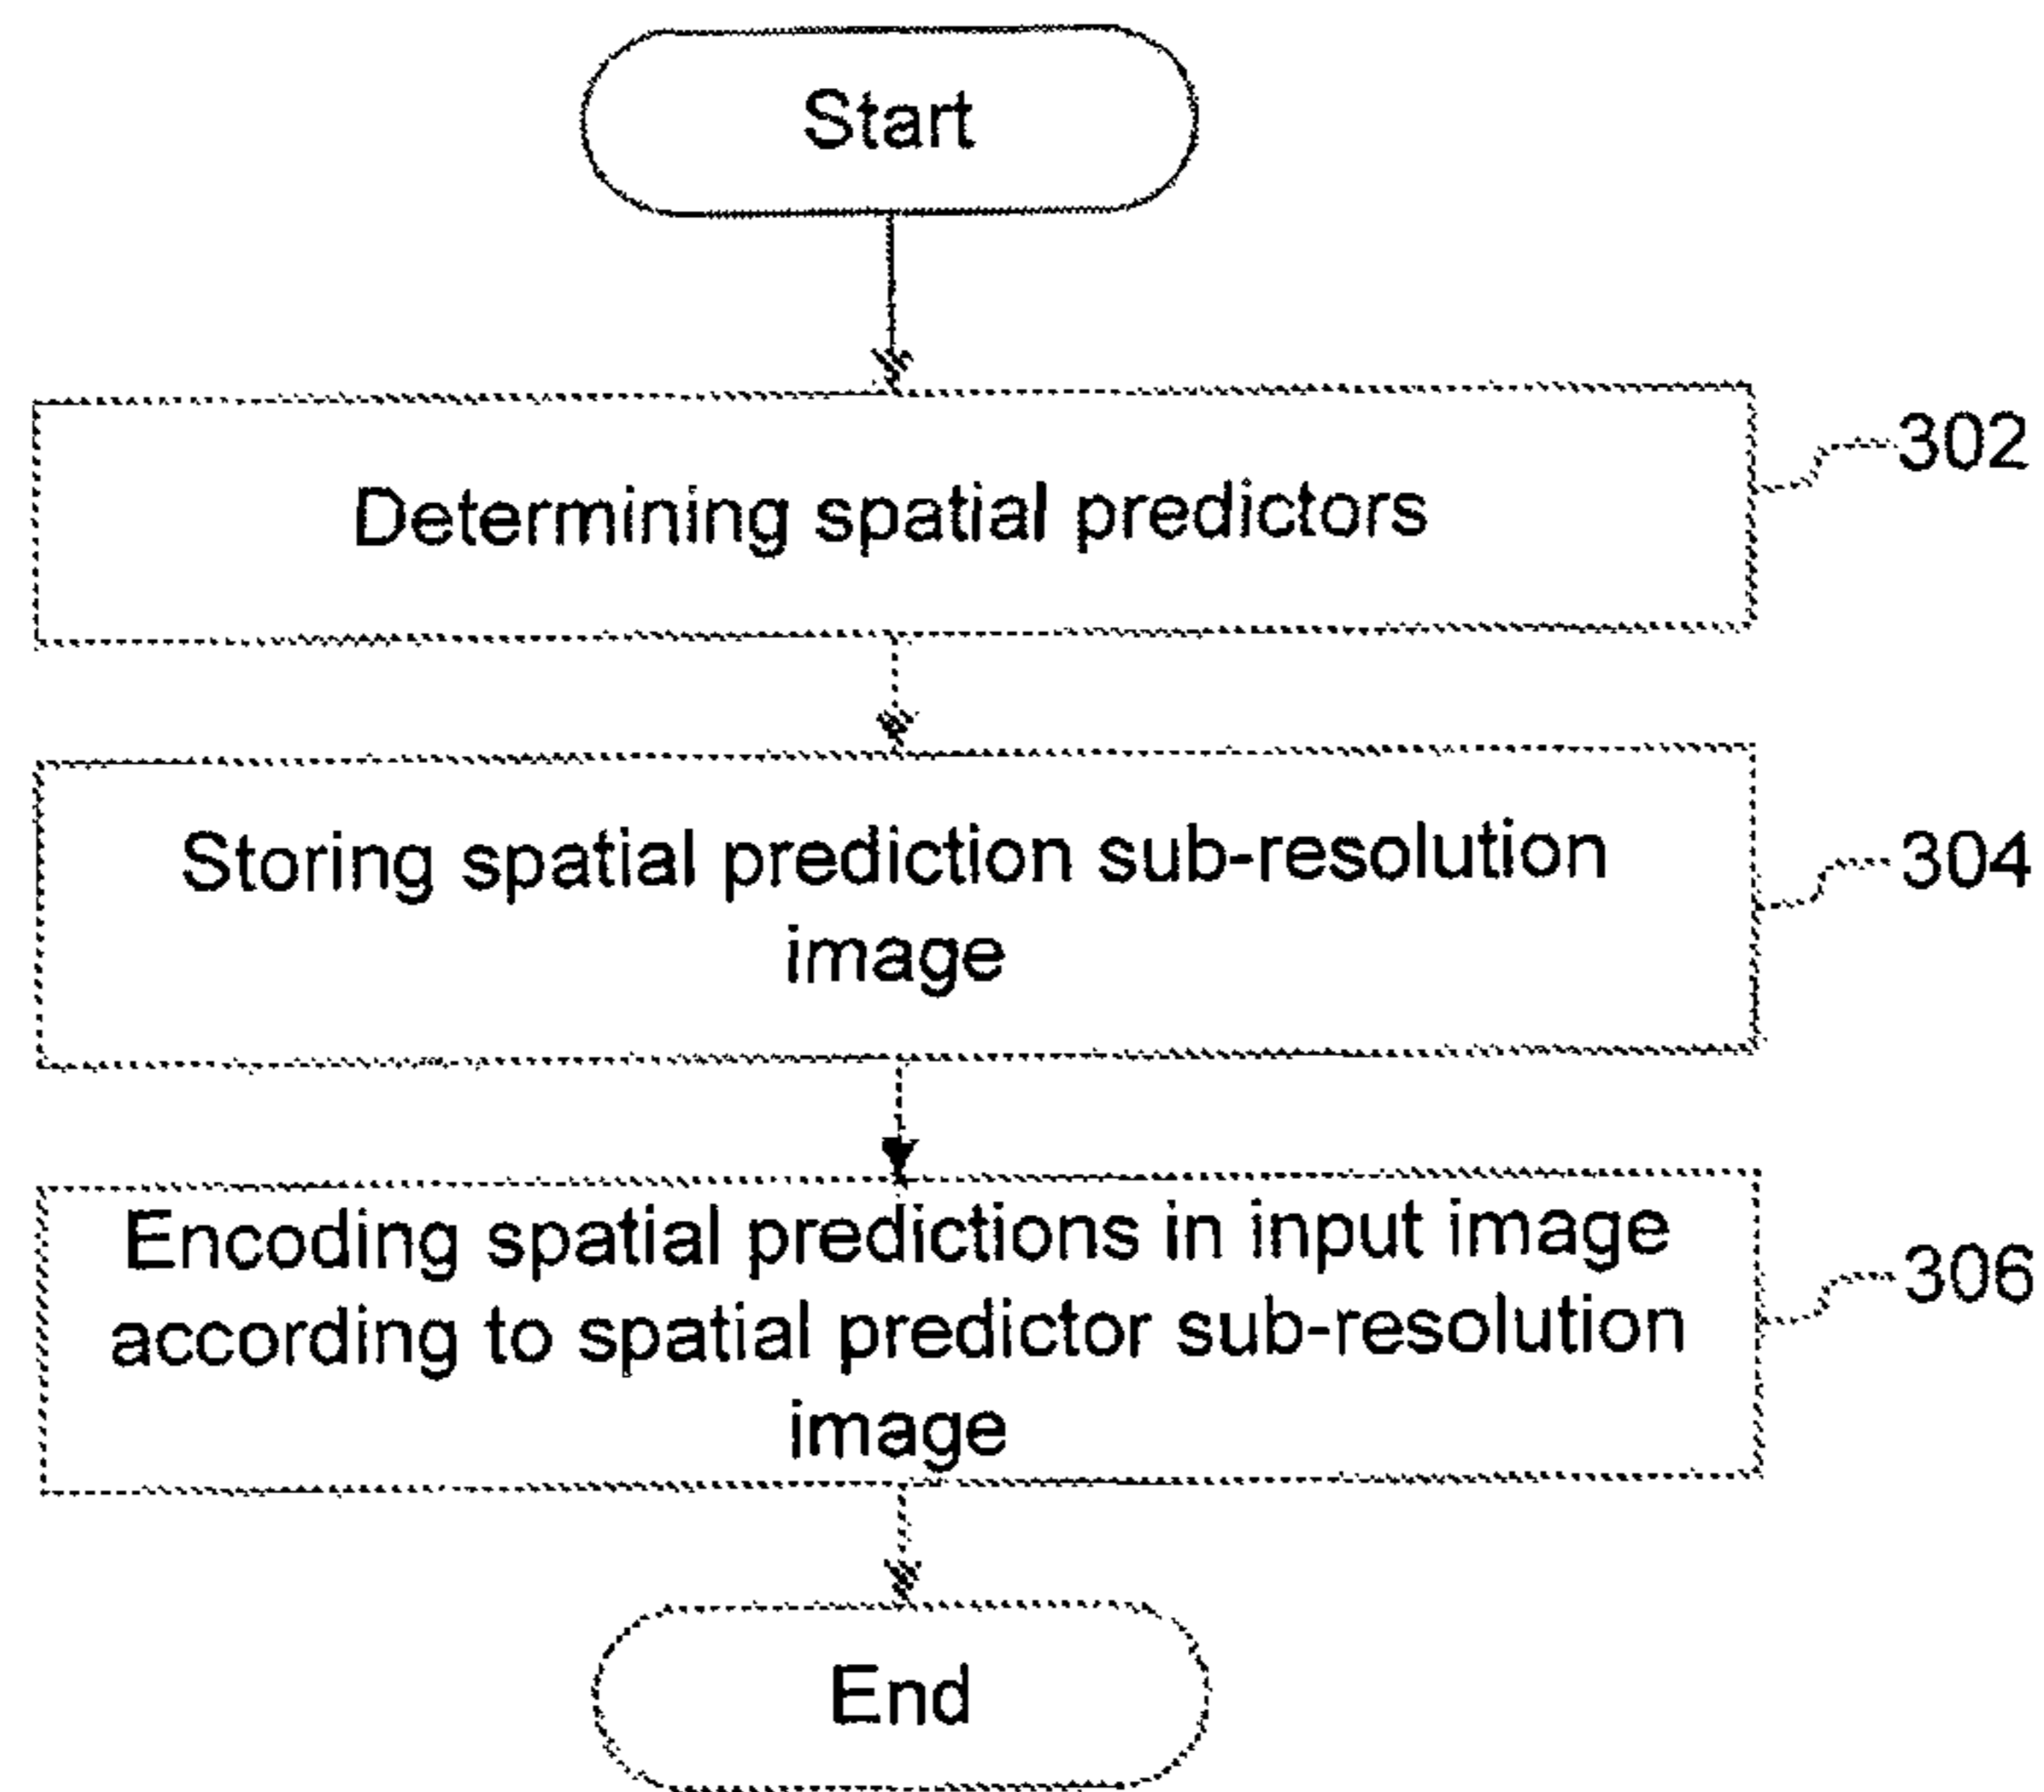 Start
Determining spatial predictors
302
Storing spatial prediction sub-resolution
image
304
Encoding spatial predictions in input image
according to spatial predictor sub-resolution
image
306
End